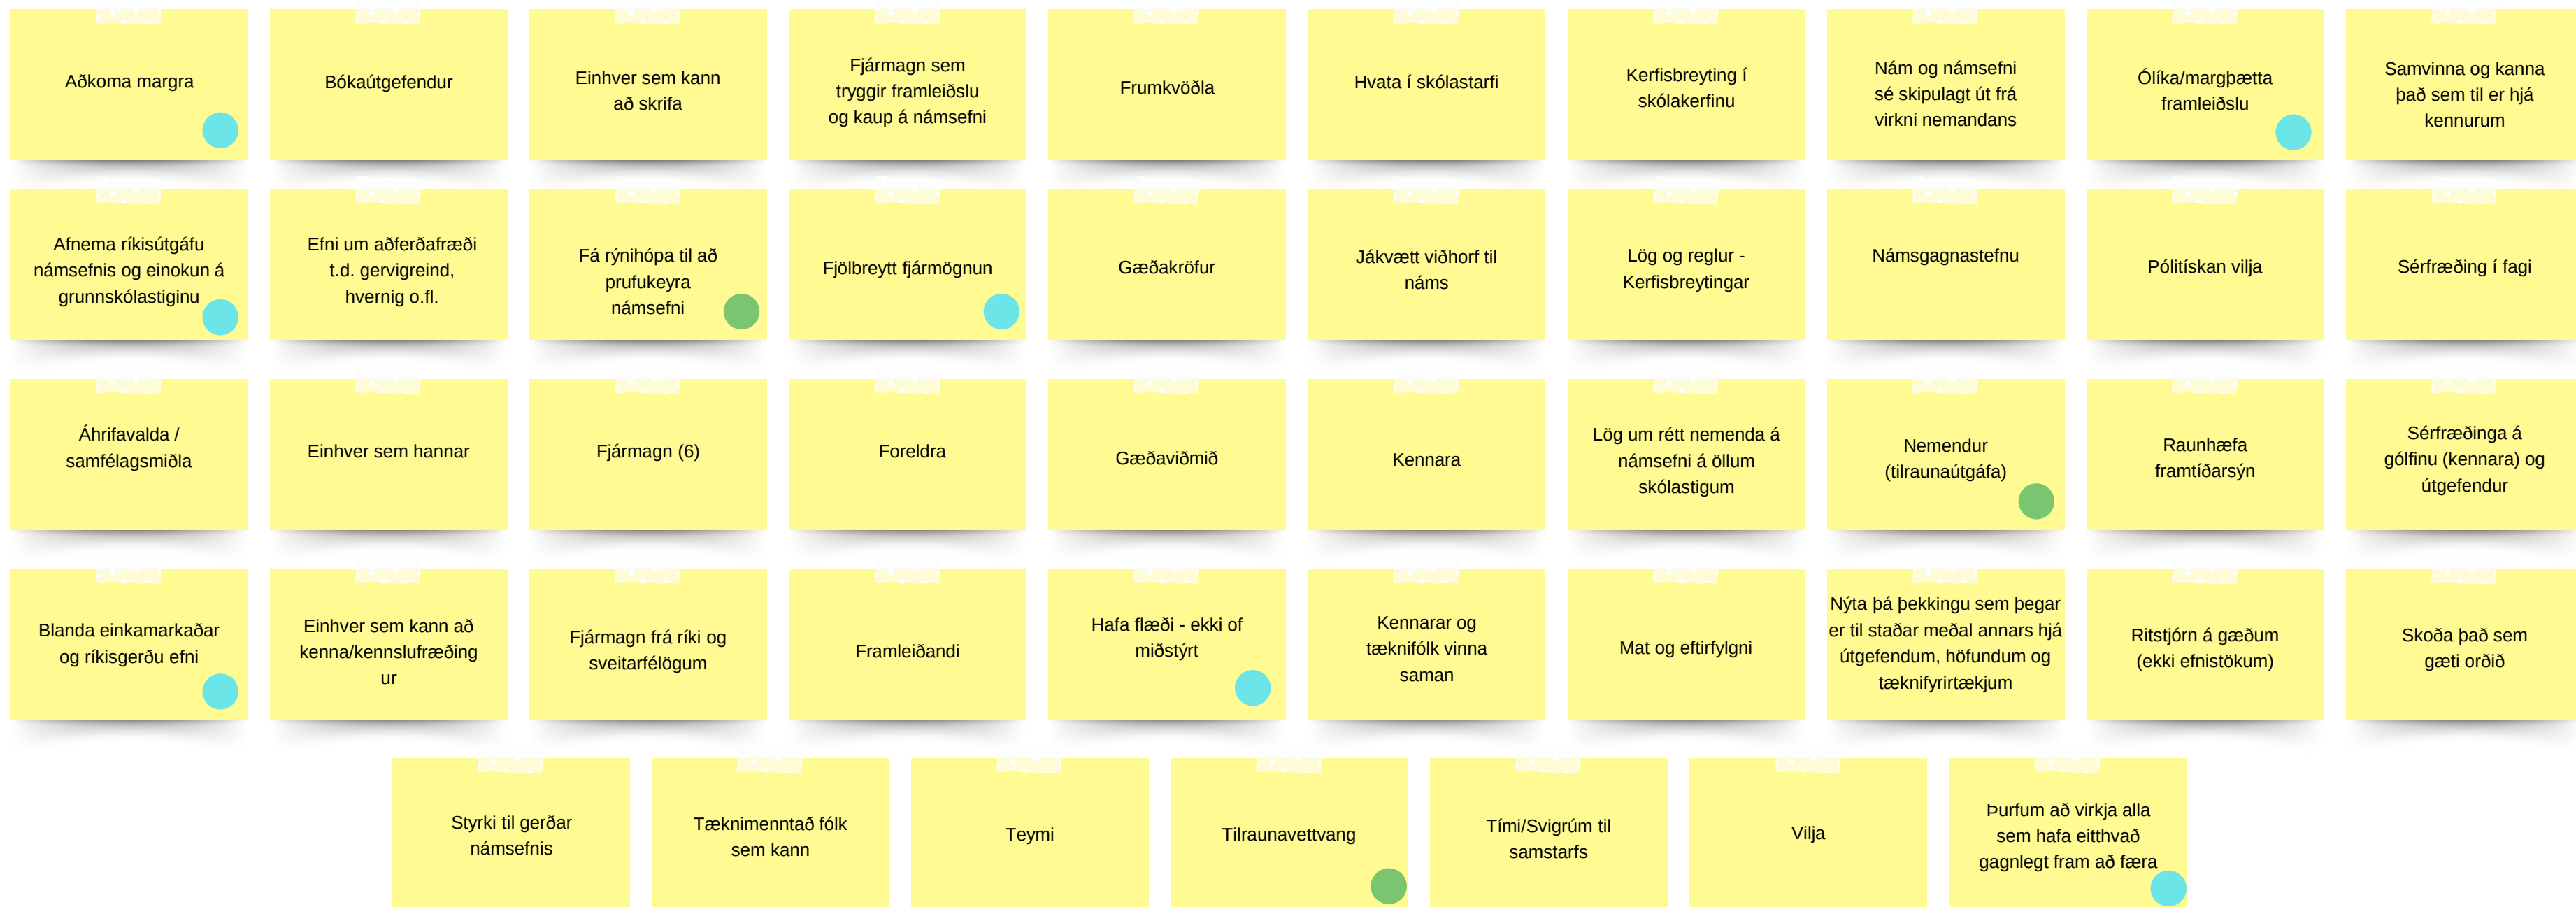 Aðkoma margra
Bókaútgefendur
Einhver sem kann
að skrifa
Fjármagn sem
tryggir framleiðslu
og kaup á námsefni
Frumkvöðla
Hvata í skólastarfi
Kerfisbreyting í
skólakerfinu
Nám og námsefni
sé skipulagt út frá
virkni nemandans
Ólíka/margþætta
framleiðslu
Samvinna og kanna
það sem til er hjá
kennurum
Afnema ríkisútgáfu
námsefnis og einokun á
grunnskólastiginu
Efni um aðferðafræði
t.d. gervigreind,
hvernig o.fl.
Fá rýnihópa til að
prufukeyra
námsefni
Fjölbreytt fjármögnun
Gæðakröfur
Jákvætt viðhorf til
náms
Lög og reglur -
Kerfisbreytingar
Námsgagnastefnu
Pólitískan vilja
Sérfræðing í fagi
Áhrifavalda /
samfélagsmiðla
Einhver sem hannar
Fjármagn (6)
Foreldra
Gæðaviðmið
Kennara
Lög um rétt nemenda á
námsefni á öllum
skólastigum
Nemendur
(tilraunaútgáfa)
Raunhæfa
framtíðarsýn
Sérfræðinga á
gólfinu (kennara) og
útgefendur
Blanda einkamarkaðar
og ríkisgerðu efni
Einhver sem kann að
kenna/kennslufræðing
ur
Fjármagn frá ríki og
sveitarfélögum
Framleiðandi
Hafa flæði - ekki of
miðstýrt
Kennarar og
tæknifólk vinna
saman
Mat og eftirfylgni
Nýta þá þekkingu sem þegar
er til staðar meðal annars hjá
útgefendum, höfundum og
tæknifyrirtækjum
Ritstjórn á gæðum
(ekki efnistökum)
Skoða það sem
gæti orðið
Styrki til gerðar
námsefnis
Tæknimenntað fólk
sem kann
Teymi
Tilraunavettvang
Tími/Svigrúm til
samstarfs
Vilja
Þurfum að virkja alla
sem hafa eitthvað
gagnlegt fram að færa